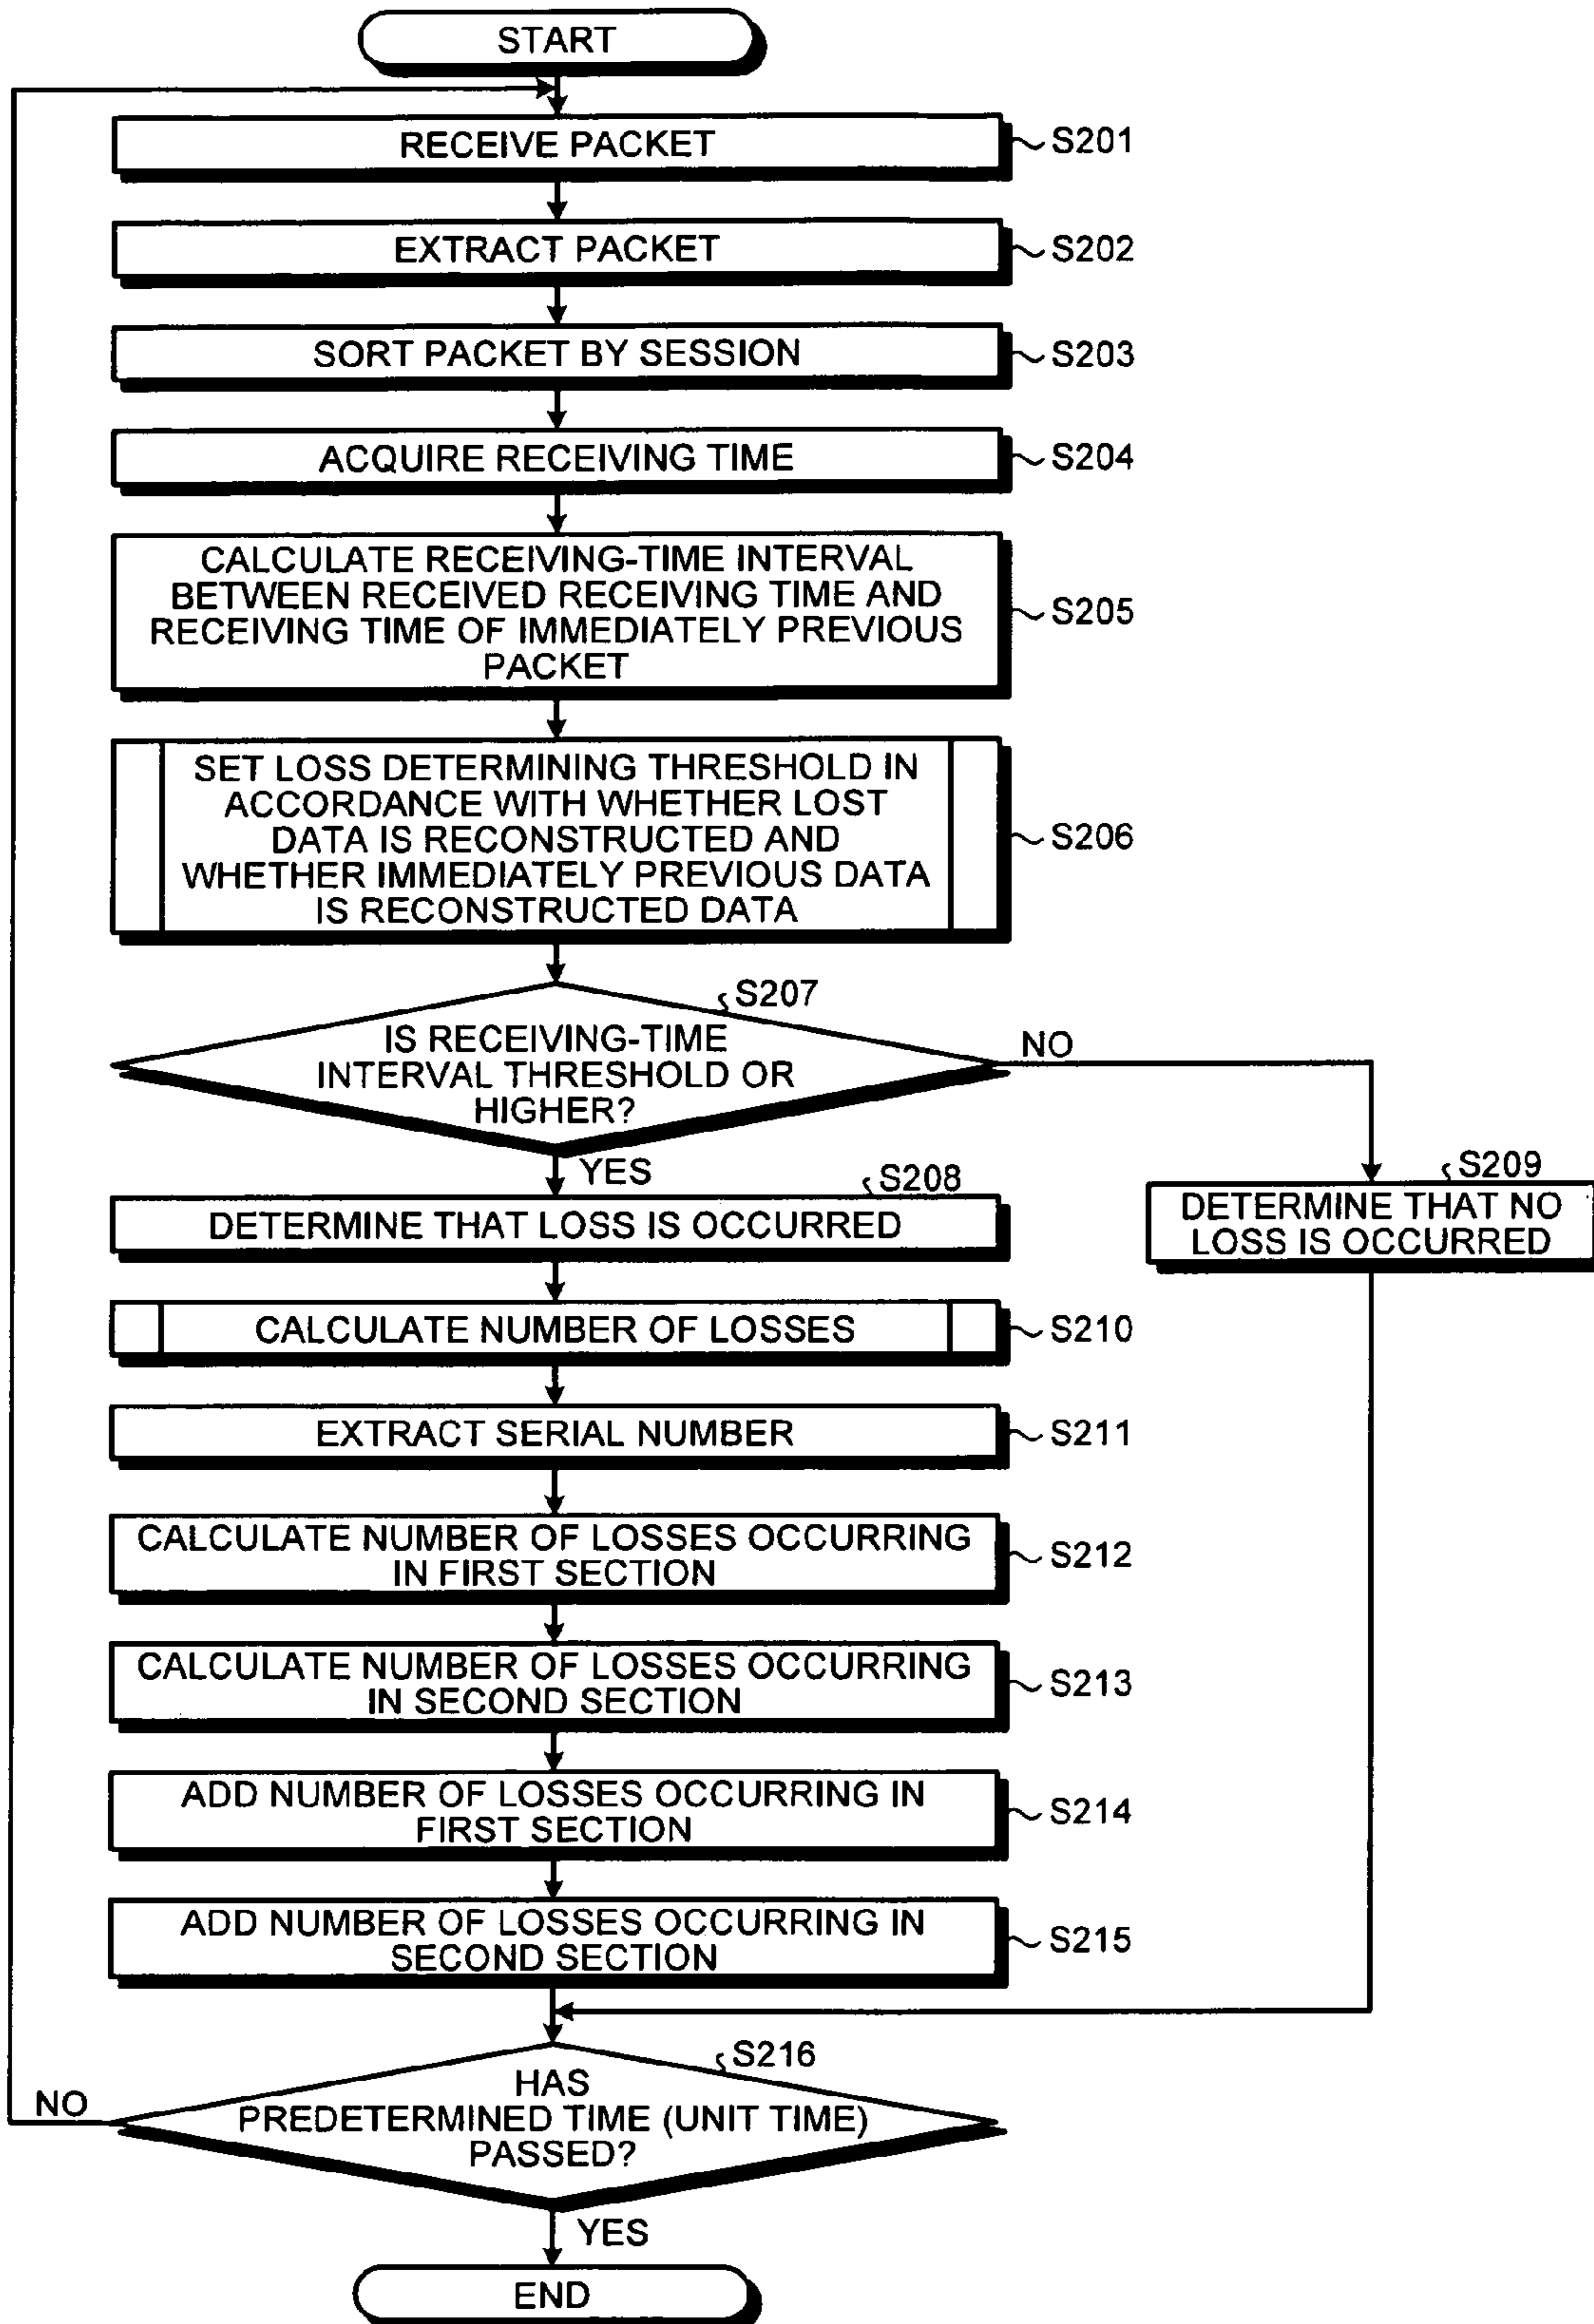 START
RECEIVE PACKET
S201
EXTRACT PACKET
S202
SORT PACKET BY SESSION
S203
ACQUIRE RECEIVING TIME
S204
CALCULATE RECEIVING-TIME INTERVAL
BETWEEN RECEIVED RECEIVING TIME AND
RECEIVING TIME OF IMMEDIATELY PREVIOUS
PACKET
S205
SET LOSS DETERMINING THRESHOLD IN
ACCORDANCE WITH WHETHER LOST
DATA IS RECONSTRUCTED AND
WHETHER IMMEDIATELY PREVIOUS DATA
IS RECONSTRUCTED DATA
S206
S207
IS RECEIVING-TIME
INTERVAL THRESHOLD OR
HIGHER?
NO
YES
S208
DETERMINE THAT LOSS IS OCCURRED
S209
DETERMINE THAT NO
LOSS IS OCCURRED
CALCULATE NUMBER OF LOSSES
S210
EXTRACT SERIAL NUMBER
S211
CALCULATE NUMBER OF LOSSES OCCURRING
IN FIRST SECTION
S212
CALCULATE NUMBER OF LOSSES OCCURRING
IN SECOND SECTION
S213
ADD NUMBER OF LOSSES OCCURRING IN
FIRST SECTION
S214
ADD NUMBER OF LOSSES OCCURRING IN
SECOND SECTION
S215
S216
HAS
PREDETERMINED TIME (UNIT TIME)
PASSED?
NO
YES
END